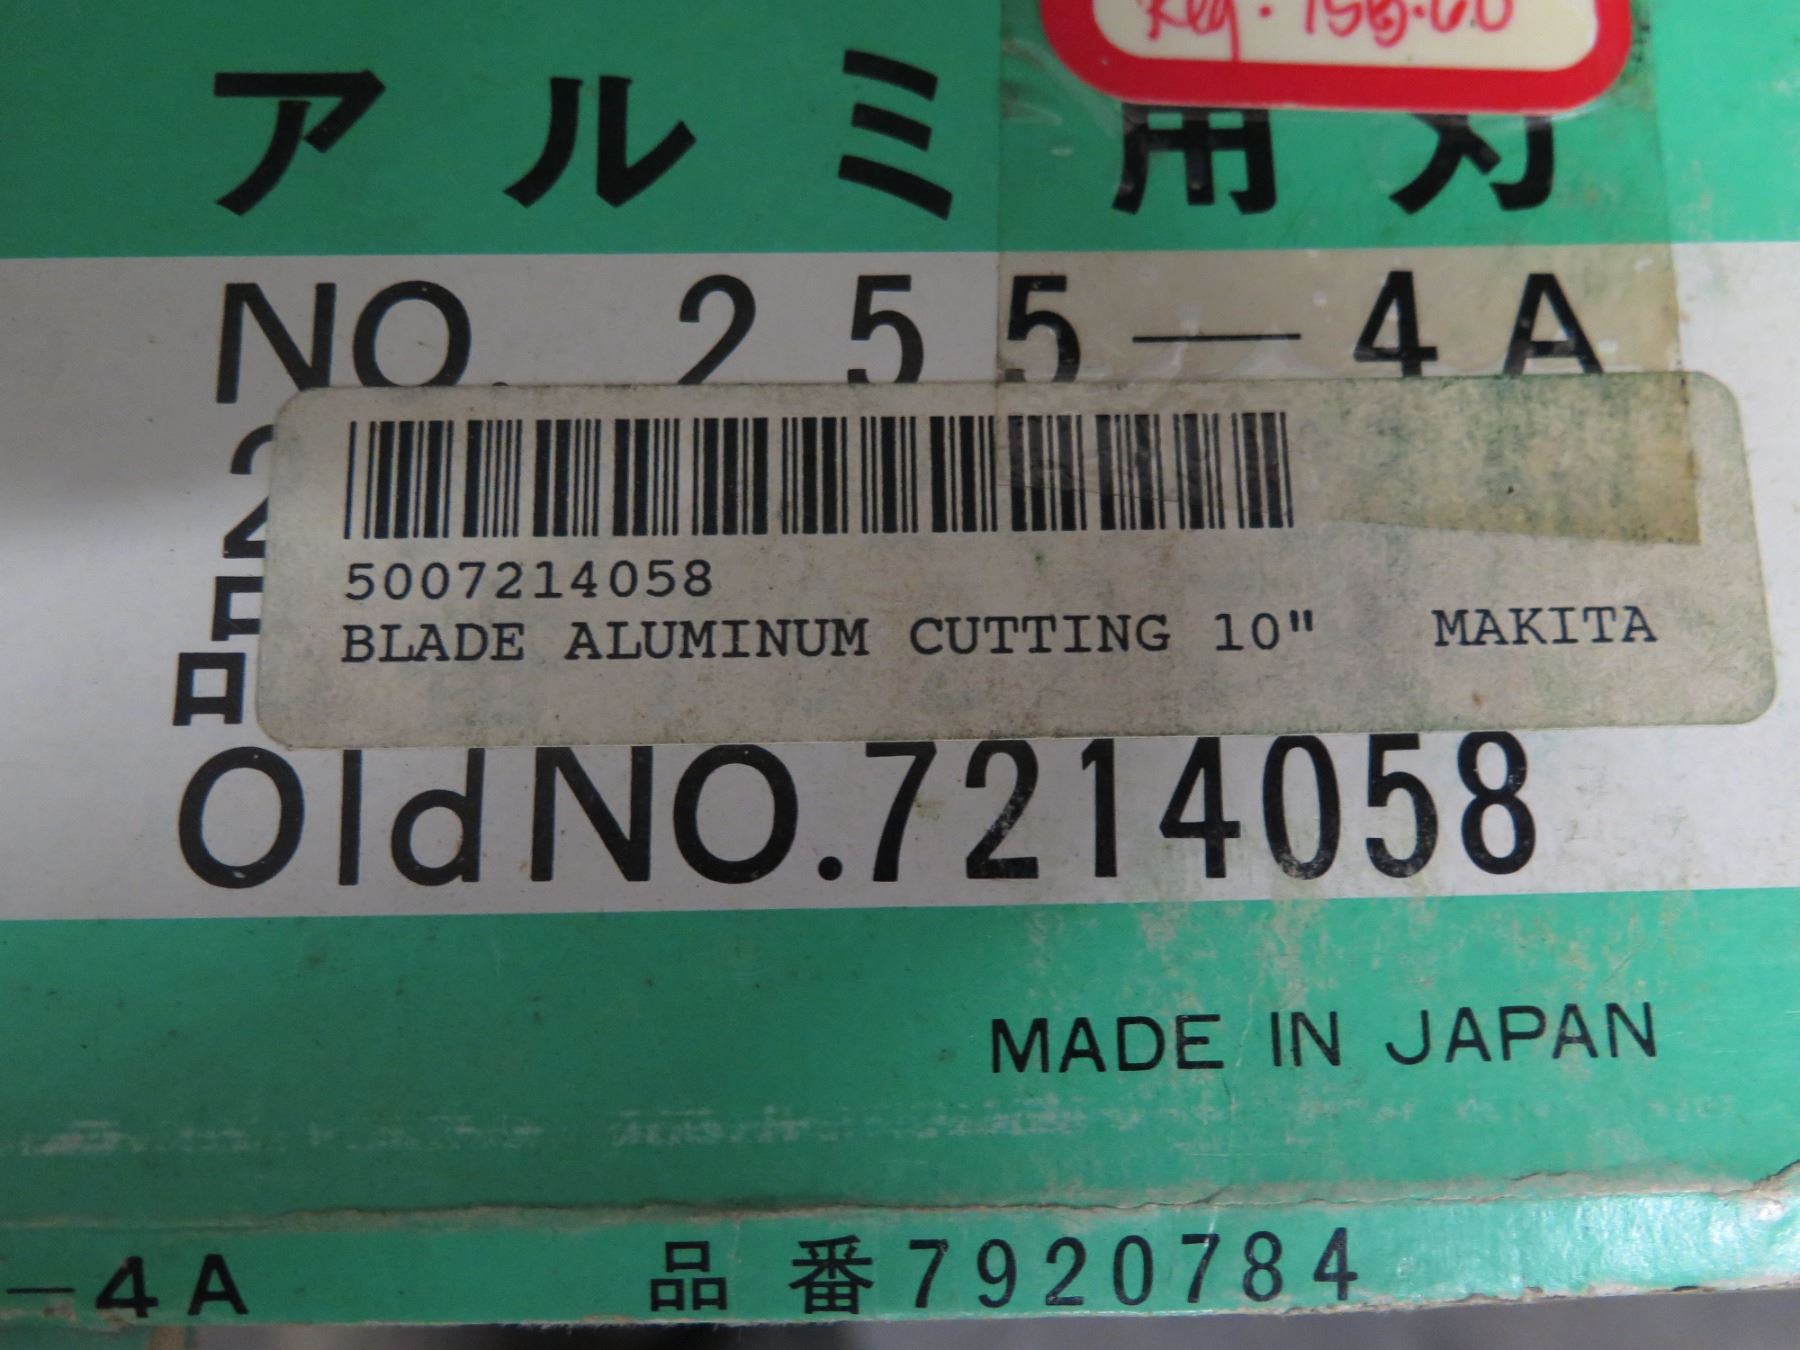 Reg.
アルミ用刃
NO. 255-4A
5007214058
BLADE ALUMINUM CUTTING 10" MAKITA
Old NO.7214058
MADE IN JAPAN
-4A 品番7920784